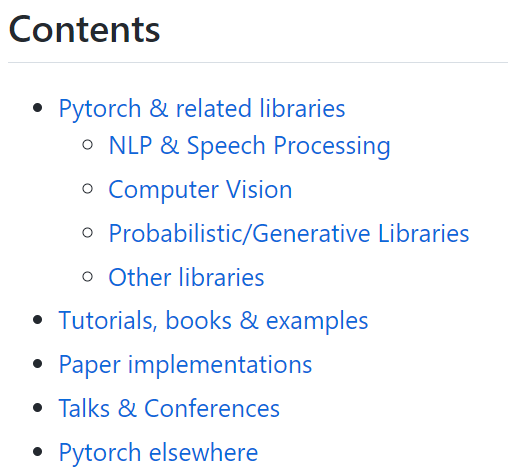 Contents
Pytorch & related libraries
NLP & Speech Processing
Computer Vision
Probabilistic/Generative Libraries
Other libraries
Tutorials, books & examples
Paper implementations
Talks & Conferences
Pytorch elsewhere